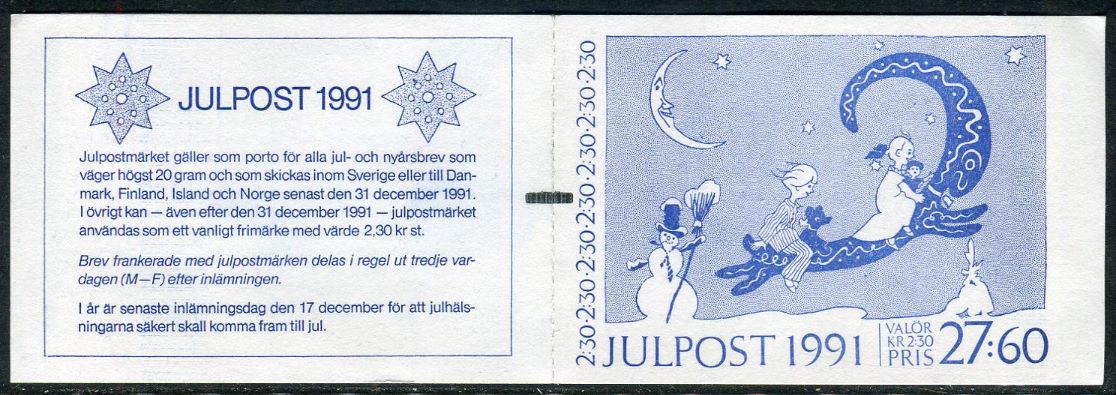 JULPOST 1991
Julpostmärket gäller som porto för alla jul- och nyårsbrev som
väger högst 20 gram och som skickas inom Sverige eller till Dan-
mark, Finland, Island och Norge senast den 31 december 1991.
I övrigt kan — även efter den 31 december 1991 — julpostmärket
användas som ett vanligt frimärke med värde 2,30 kr st.
Brev frankerade med julpostmärken delas i regel ut tredje var-
dagen (M—F) efter inlämningen.
I år är senaste inlämningsdag den 17 december för att julhäls-
ningarna säkert skall komma fram till jul.
2:30·2:30·2:30·2:30·2:30·2:30·2:30
JULPOST 1991
VALÖR
KR 2·30
PRIS
27:60